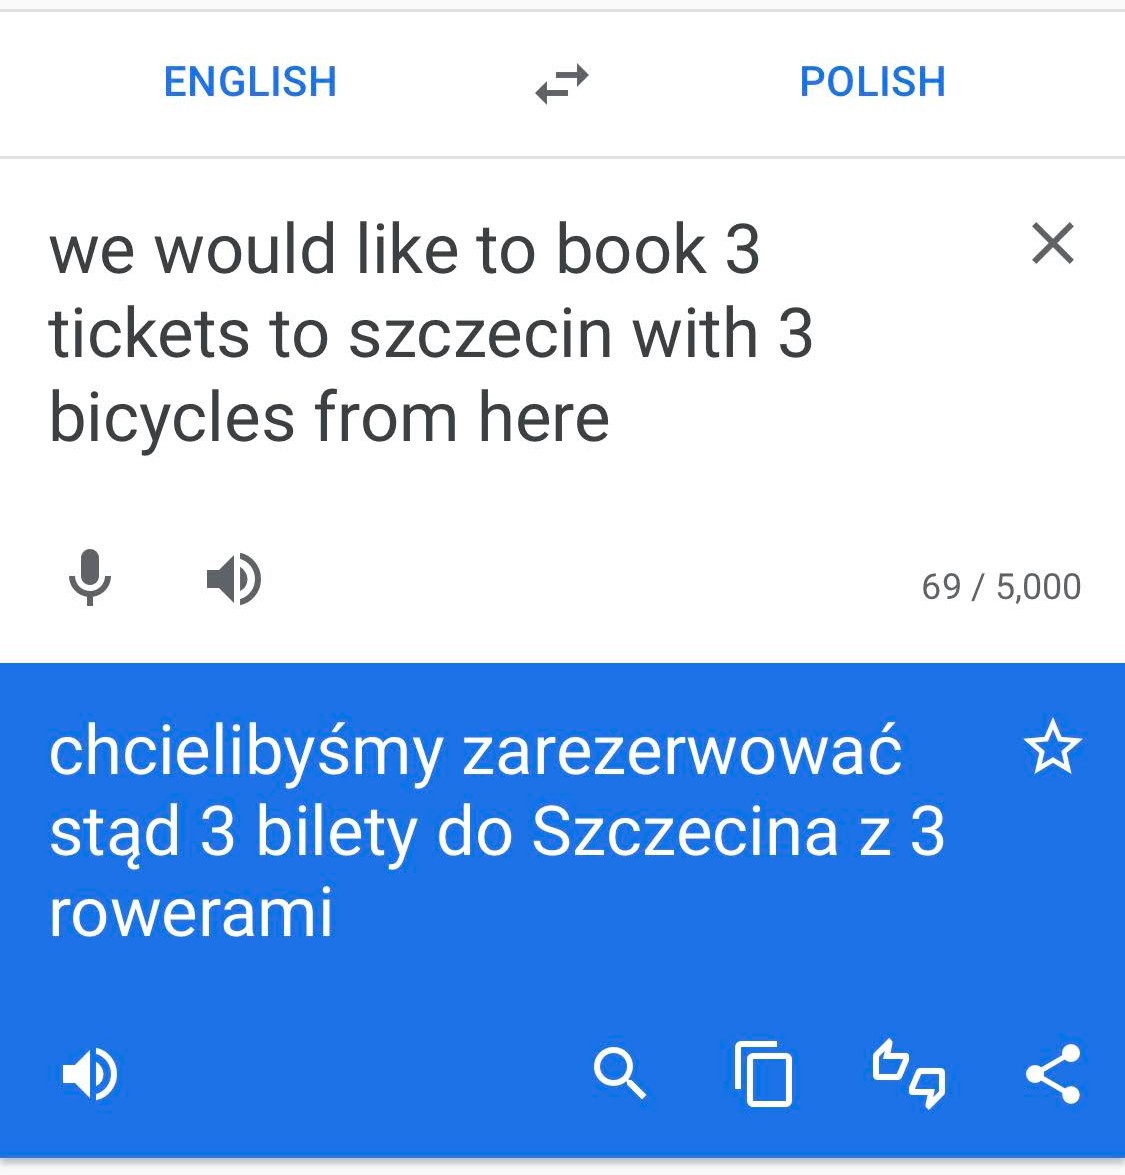 ENGLISH POLISH
we would like to book 3
tickets to szczecin with 3
bicycles from here
69 / 5,000
chcielibyśmy zarezerwować
stąd 3 bilety do Szczecina z 3
rowerami